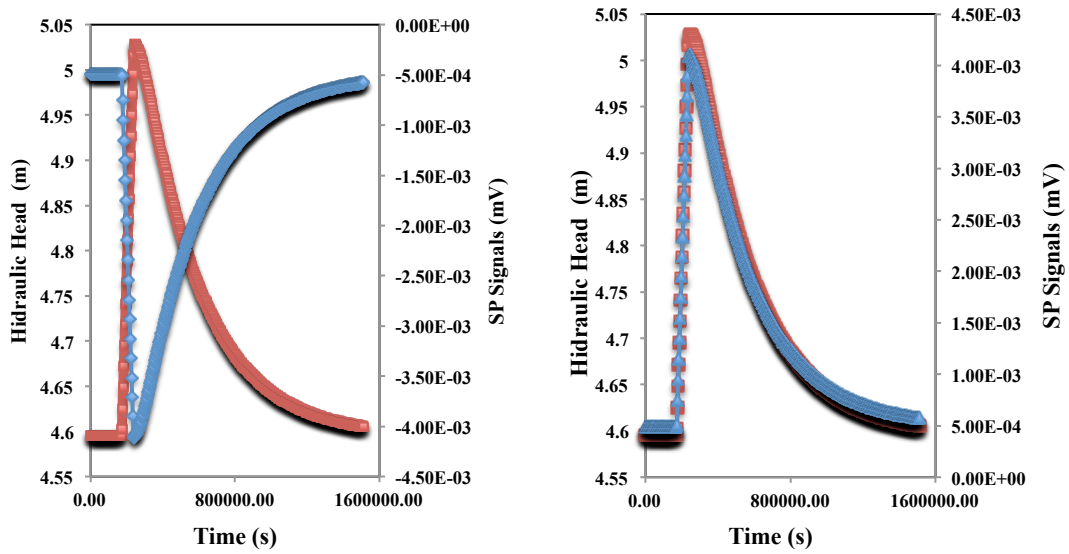 5.05
5
4.95
4.9
4.85
4.8
4.75
4.7
4.65
4.6
4.55
Hidraulic Head (m)
0.00E+00
-5.00E-04
-1.00E-03
-1.50E-03
-2.00E-03
-2.50E-03
-3.00E-03
-3.50E-03
-4.00E-03
-4.50E-03
SP Signals (mV)
0.00 800000.00 1600000.00
Time (s)
5.05
5
4.95
4.9
4.85
4.8
4.75
4.7
4.65
4.6
4.55
Hidraulic Head (m)
4.50E-03
4.00E-03
3.50E-03
3.00E-03
2.50E-03
2.00E-03
1.50E-03
1.00E-03
5.00E-04
0.00E+00
SP Signals (mV)
0.00 800000.00 1600000.00
Time (s)